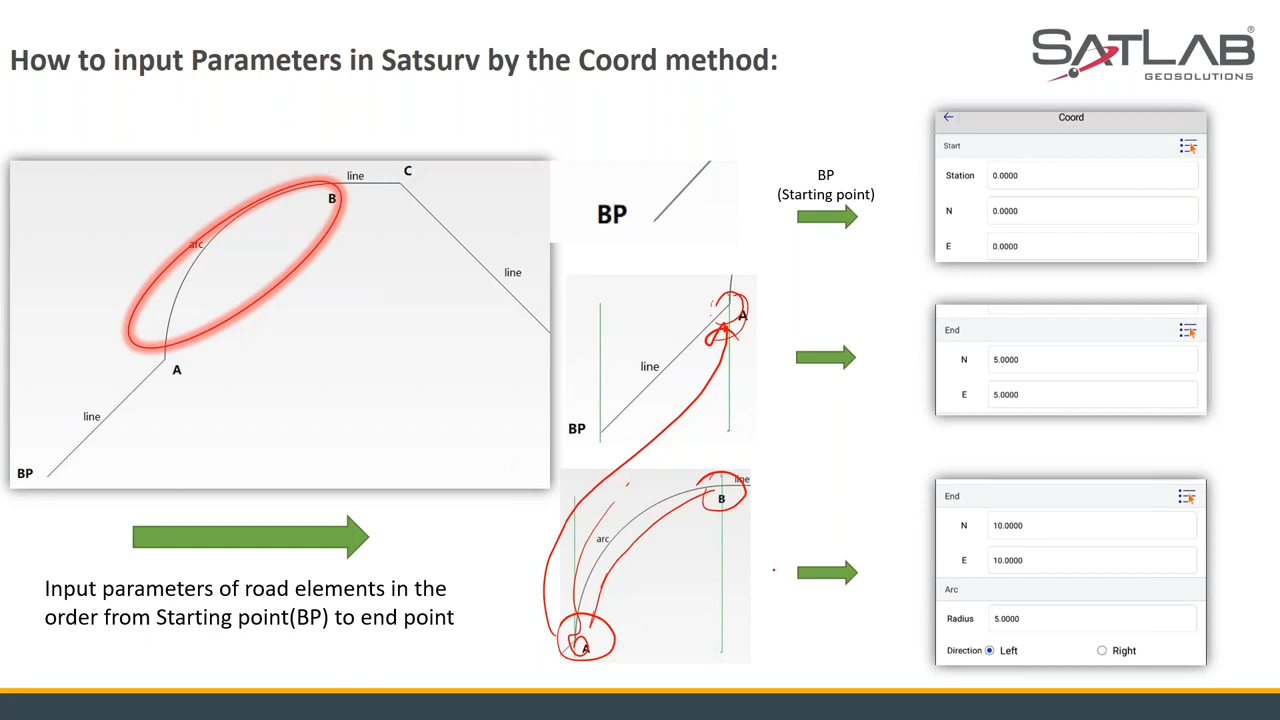 How to input Parameters in Satsurv by the Coord method:
SATLAB®
GEOSOLUTIONS
line
C
B
arc
line
A
line
BP
BP
BP
(Starting point)
A
line
BP
line
B
arc
A
Input parameters of road elements in the
order from Starting point(BP) to end point
Coord
Start
Station 0.0000
N 0.0000
E 0.0000
End
N 5.0000
E 5.0000
End
N 10.0000
E 10.0000
Arc
Radius 5.0000
Direction Left Right